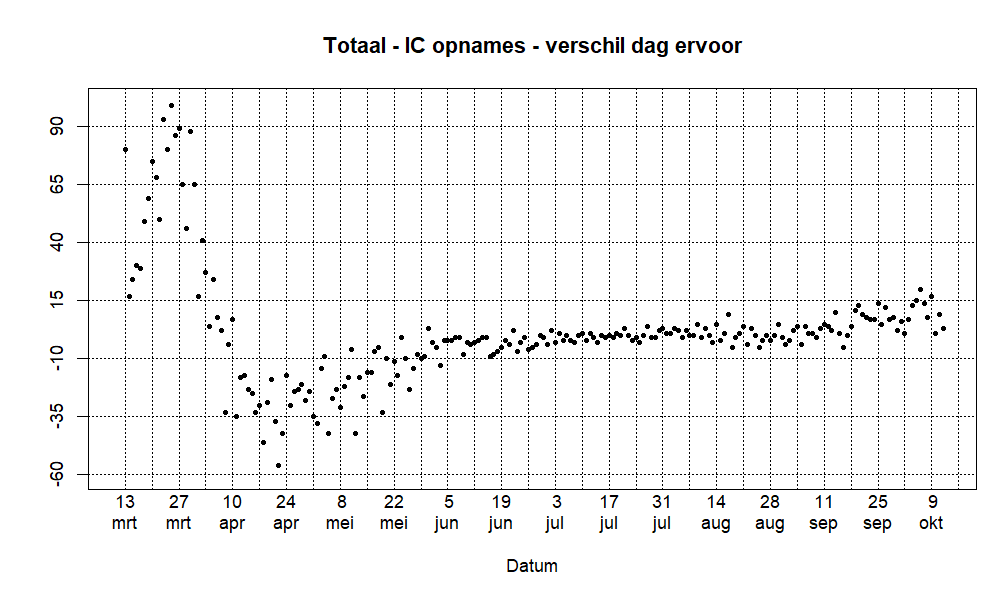 Totaal - IC opnames - verschil dag ervoor
90
65
40
15
-10
-35
-60
13 27 10 24 8 22 5 19 3 17 31 14 28 11 25 9
mrt mrt apr apr mei mei jun jun jul jul jul aug aug sep sep okt
Datum